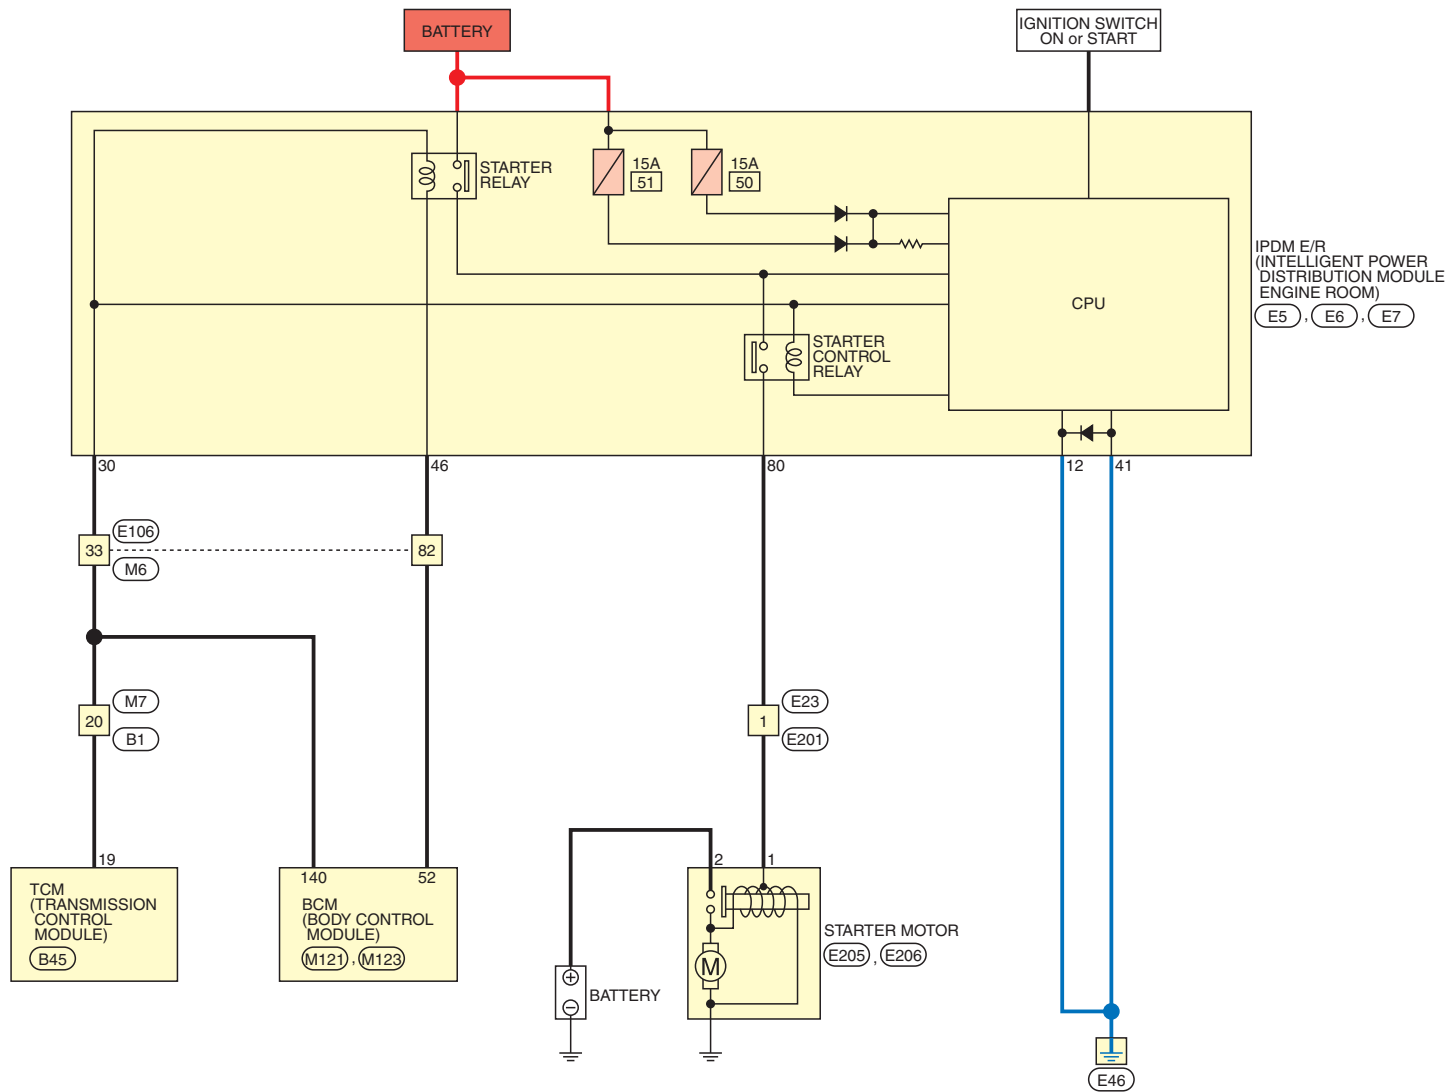 BATTERY
IGNITION SWITCH
ON or START
STARTER
RELAY
15A
51
15A
50
IPDM E/R
(INTELLIGENT POWER
DISTRIBUTION MODULE
ENGINE ROOM)
E5 , E6 , E7
CPU
STARTER
CONTROL
RELAY
30
46
80
12
41
E106
33
82
M6
M7
20
B1
E23
1
E201
19
TCM
(TRANSMISSION
CONTROL
MODULE)
B45
140
52
BCM
(BODY CONTROL
MODULE)
M121 , M123
2
1
M
STARTER MOTOR
E205 , E206
+
BATTERY
−
E46